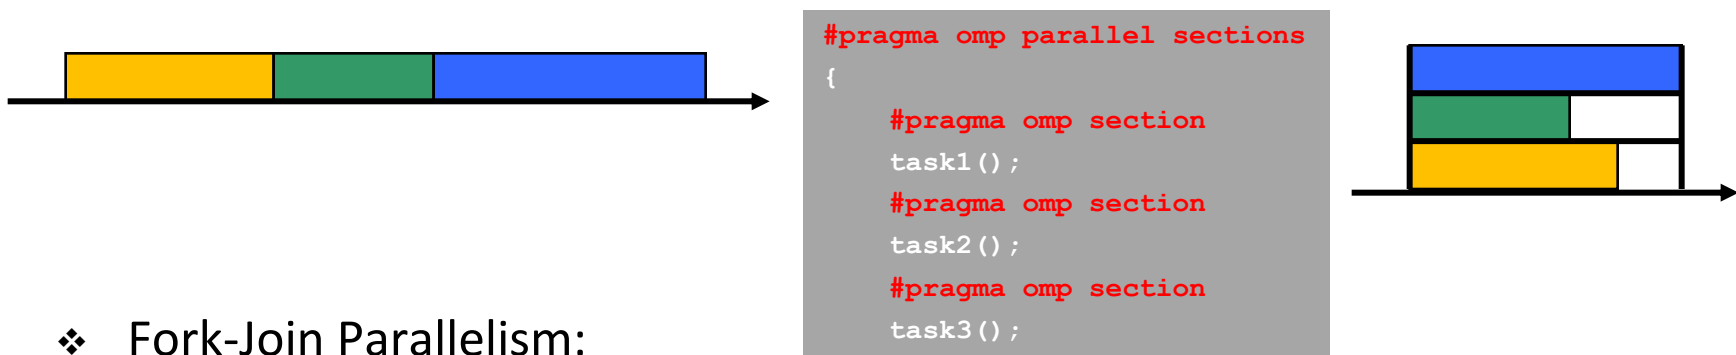 #pragma omp parallel sections
{
#pragma omp section
task1();
#pragma omp section
task2();
#pragma omp section
task3();
❖ Fork-Join Parallelism: